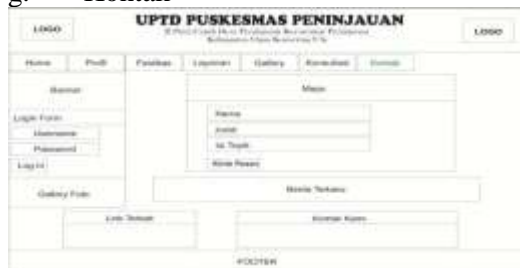 g. Kontak
LOGO
UPTD PUSKESMAS PENINJAUAN
LOGO
Home Profil Fasilitas Layanan Gallery Konsultasi Kontak
Banner
Maps
Login Form
Username
Password
Log in
Nama
Email
Isi
Kirim Pesan
Gallery Foto
Berita Terbaru
Link Terkait
Kontak Kami
FOOTER